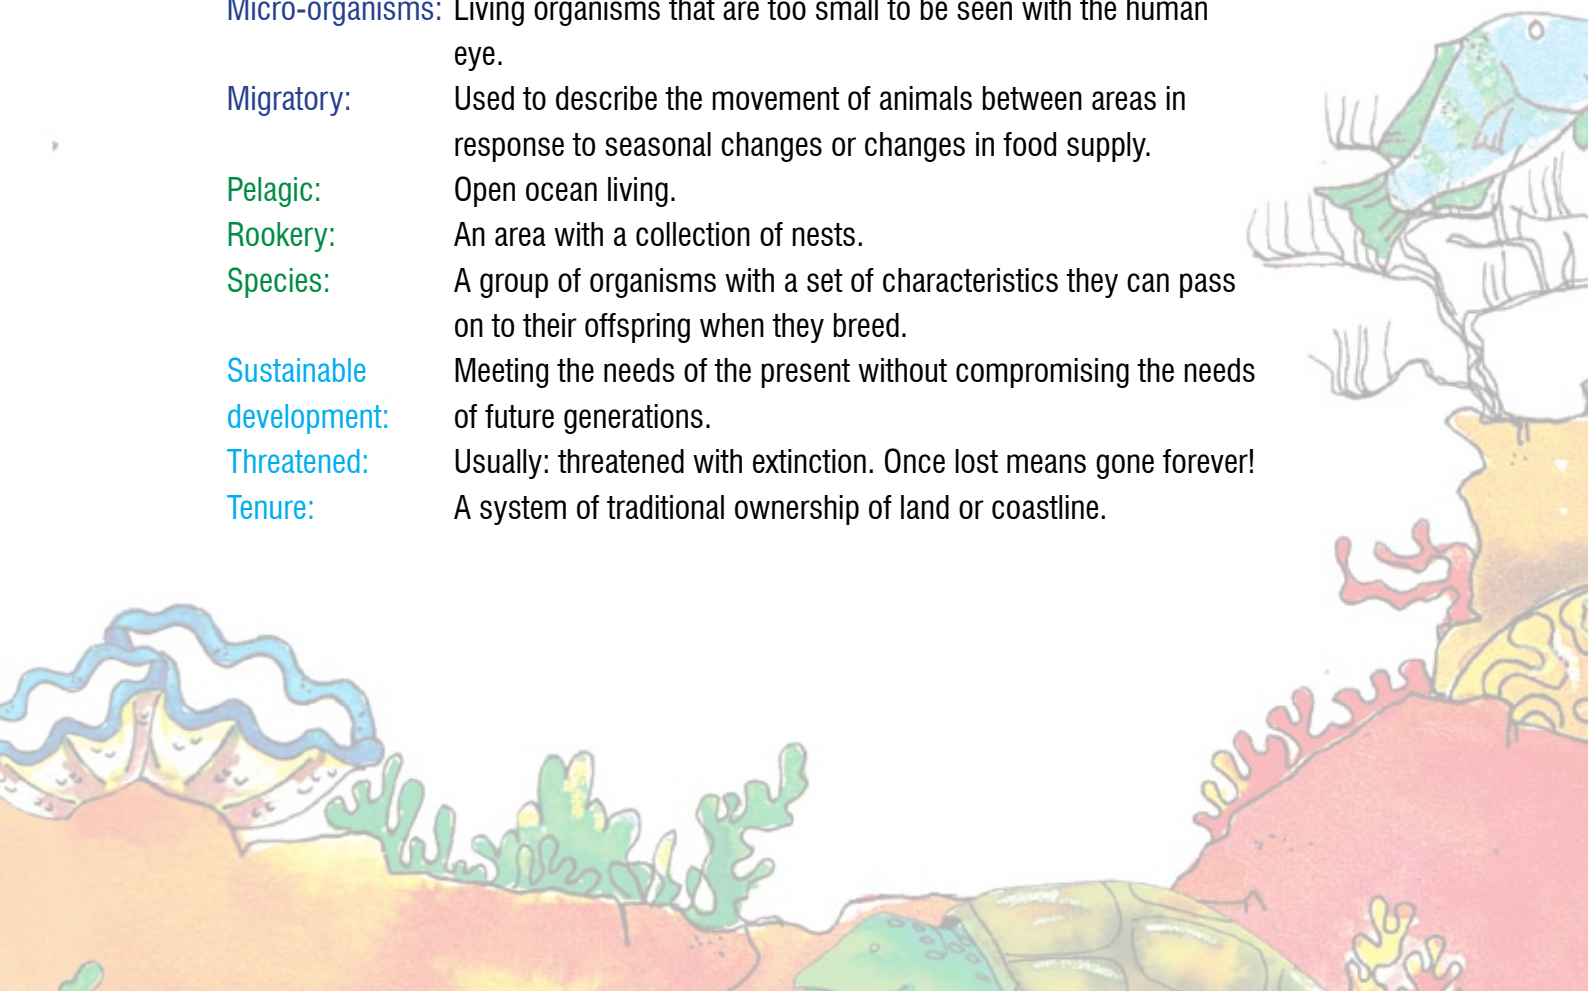 Micro-organisms: Living organisms that are too small to be seen with the human
eye.
Migratory: Used to describe the movement of animals between areas in
response to seasonal changes or changes in food supply.
Pelagic: Open ocean living.
Rookery: An area with a collection of nests.
Species: A group of organisms with a set of characteristics they can pass
on to their offspring when they breed.
Sustainable Meeting the needs of the present without compromising the needs
development: of future generations.
Threatened: Usually: threatened with extinction. Once lost means gone forever!
Tenure: A system of traditional ownership of land or coastline.